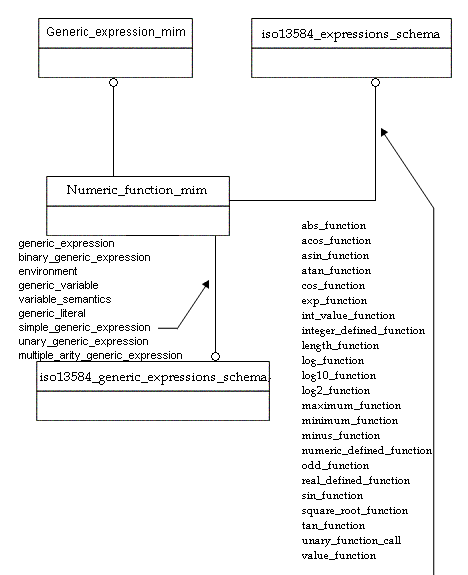 Generic_expression_mim
iso13584_expressions_schema
Numeric_function_mim
generic_expression
binary_generic_expression
environment
generic_variable
variable_semantics
generic_literal
simple_generic_expression
unary_generic_expression
multiple_arity_generic_expression
iso13584_generic_expressions_schema
abs_function
acos_function
asin_function
atan_function
cos_function
exp_function
int_value_function
integer_defined_function
length_function
log_function
log10_function
log2_function
maximum_function
minimum_function
minus_function
numeric_defined_function
odd_function
real_defined_function
sin_function
square_root_function
tan_function
unary_function_call
value_function